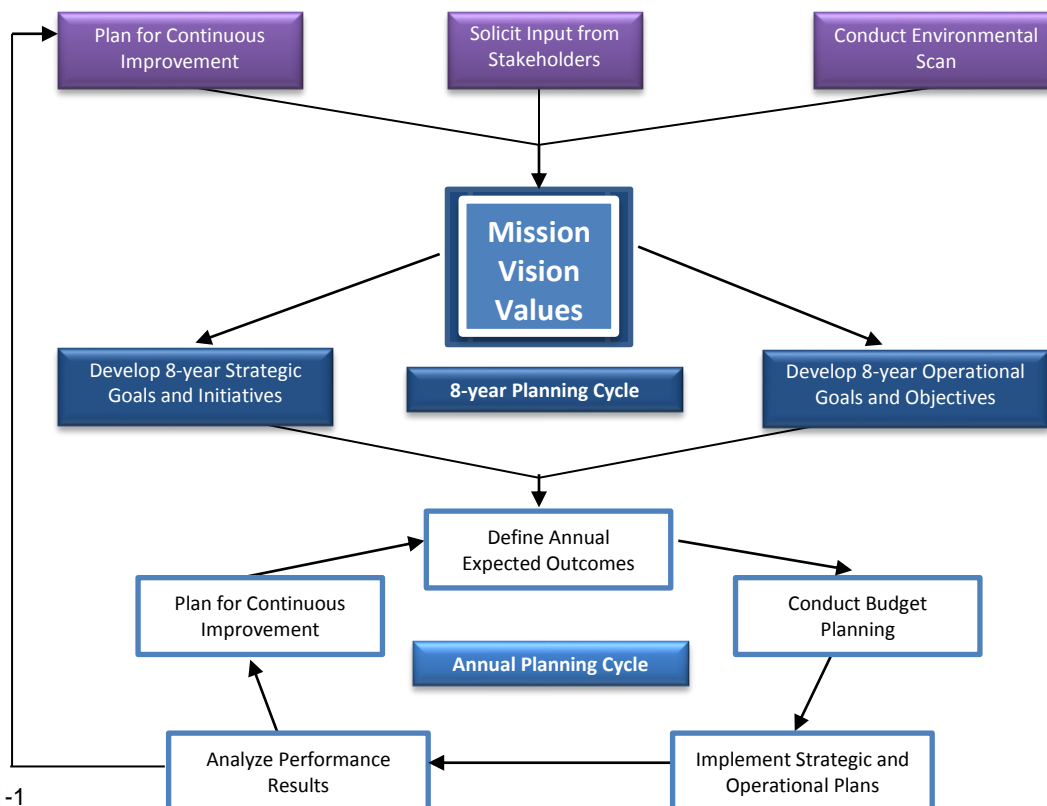 Plan for Continuous
Improvement
Solicit Input from
Stakeholders
Conduct Environmental
Scan
Mission
Vision
Values
Develop 8-year Strategic
Goals and Initiatives
8-year Planning Cycle
Develop 8-year Operational
Goals and Objectives
Define Annual
Expected Outcomes
Plan for Continuous
Improvement
Conduct Budget
Planning
Annual Planning Cycle
Analyze Performance
Results
Implement Strategic and
Operational Plans
-1